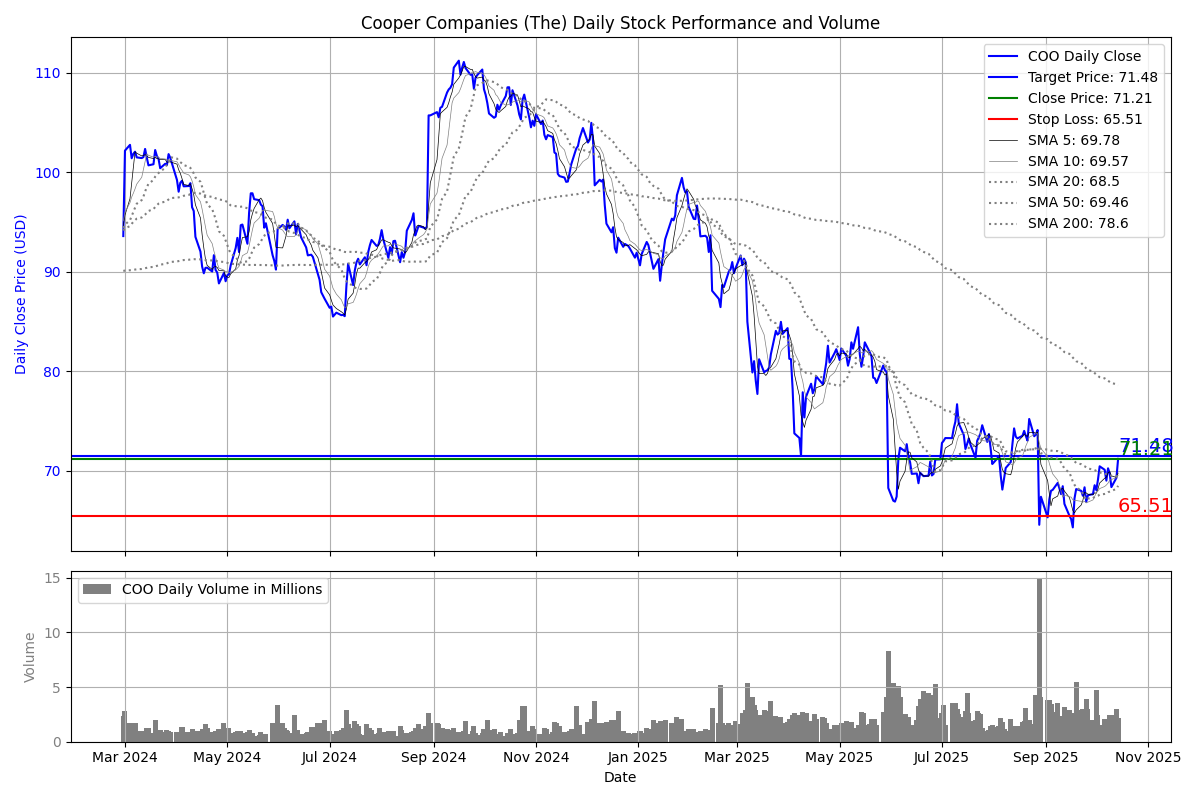 Cooper Companies (The) Daily Stock Performance and Volume
Daily Close Price (USD)
110
100
90
80
70
COO Daily Close
Target Price: 71.48
Close Price: 71.21
Stop Loss: 65.51
SMA 5: 69.78
SMA 10: 69.57
SMA 20: 68.5
SMA 50: 69.46
SMA 200: 78.6
71.48
71.21
65.51
Volume
15
10
5
0
COO Daily Volume in Millions
Mar 2024 May 2024 Jul 2024 Sep 2024 Nov 2024 Jan 2025 Mar 2025 May 2025 Jul 2025 Sep 2025 Nov 2025
Date